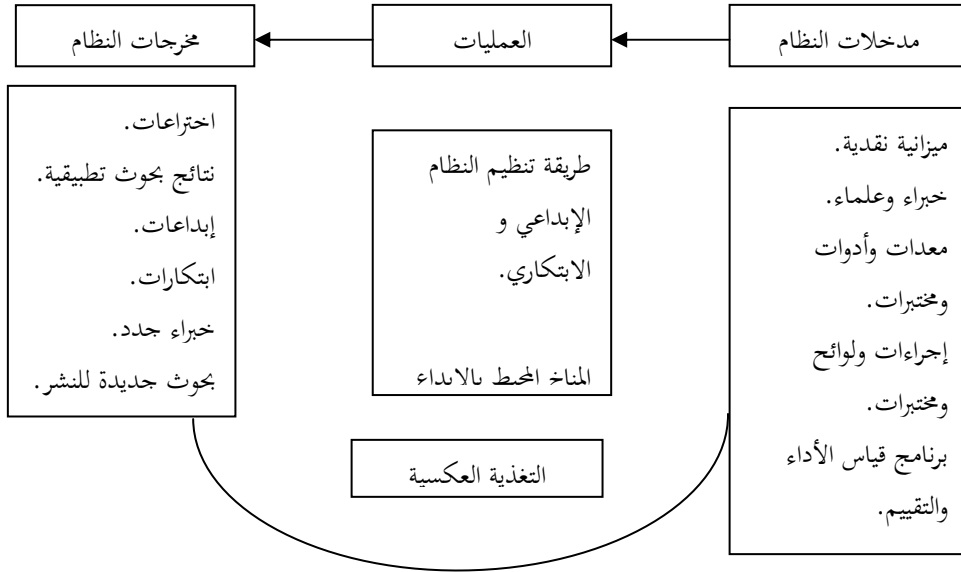 مدخلات النظام
العمليات
مخرجات النظام
ميزانية نقدية.
خبراء وعلماء.
معدات وأدوات
ومختبرات.
إجراءات ولوائح
ومختبرات.
برنامج قياس الأداء
والتقييم.
طريقة تنظيم النظام
الإبداعي و
الابتكاري.
المناخ المحيط بالابداع
اختراعات.
نتائج بحوث تطبيقية.
إبداعات.
ابتكارات.
خبراء جدد.
بحوث جديدة للنشر.
التغذية العكسية